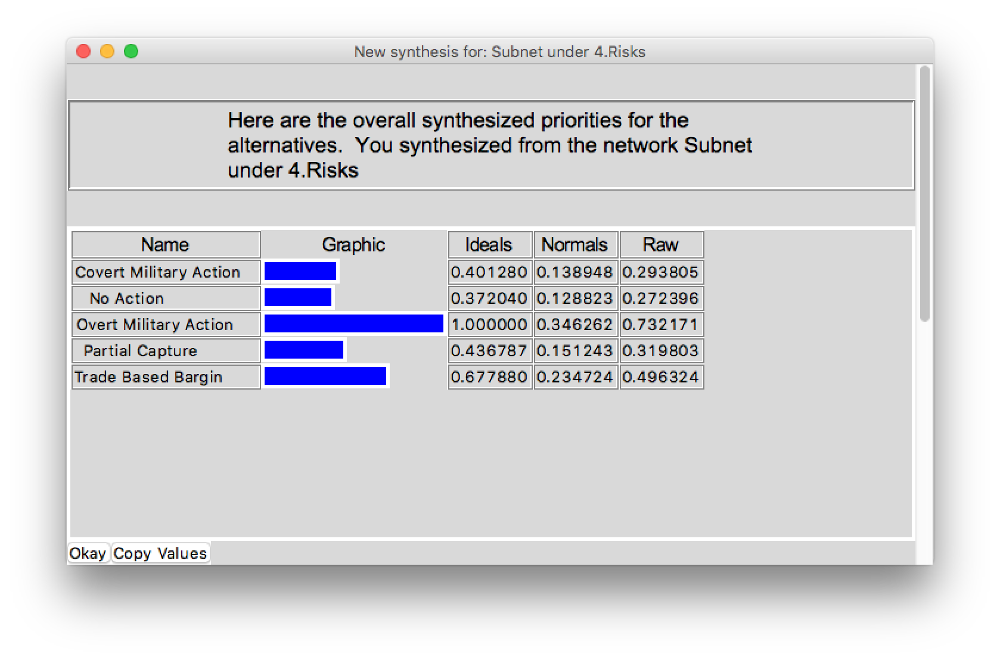 New synthesis for: Subnet under 4.Risks
Here are the overall synthesized priorities for the
alternatives.  You synthesized from the network Subnet
under 4.Risks
Name Graphic Ideals Normals Raw
Covert Military Action 0.401280 0.138948 0.293805
No Action 0.372040 0.128823 0.272396
Overt Military Action 1.000000 0.346262 0.732171
Partial Capture 0.436787 0.151243 0.319803
Trade Based Bargin 0.677880 0.234724 0.496324
Okay Copy Values